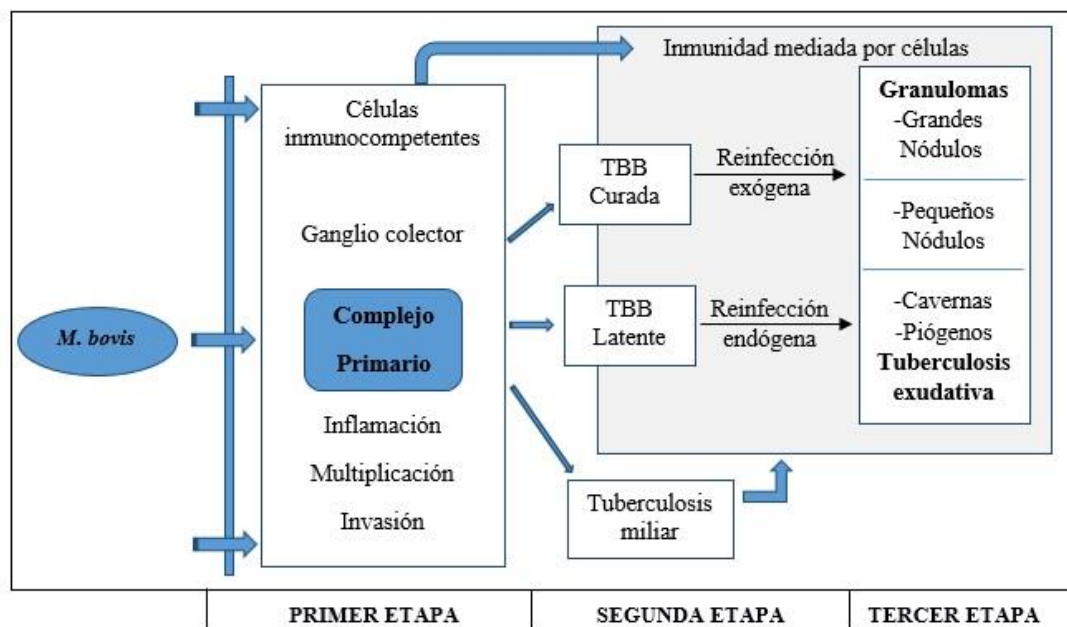 Inmunidad mediada por células
Células
inmunocompetentes
Ganglio colector
M. bovis
Complejo
Primario
Inflamación
Multiplicación
Invasión
TBB
Curada
Reinfección
exógena
TBB
Latente
Reinfección
endógena
Tuberculosis
miliar
Granulomas
-Grandes
Nódulos
-Pequeños
Nódulos
-Cavernas
-Piógenos
Tuberculosis
exudativa
PRIMER ETAPA
SEGUNDA ETAPA
TERCER ETAPA